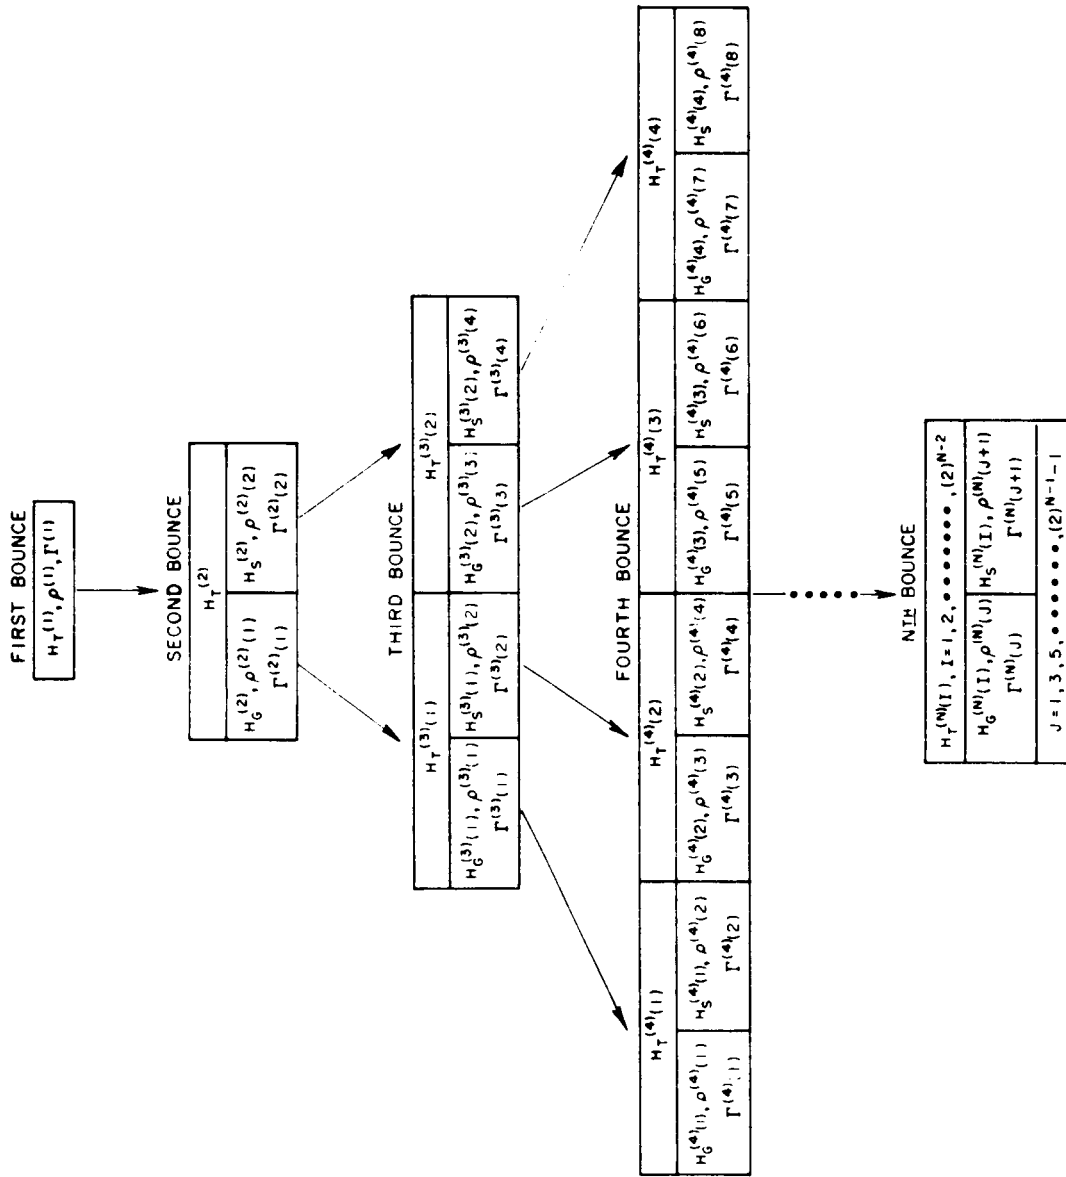 FIRST BOUNCE
H_T^(1), ρ^(1), Γ^(1)
SECOND BOUNCE
H_T^(2)
H_G^(2), ρ^(2)(1)
Γ^(2)(1)
H_S^(2), ρ^(2)(2)
Γ^(2)(2)
THIRD BOUNCE
H_T^(3)(1)
H_G^(3)(1), ρ^(3)(1)
Γ^(3)(1)
H_S^(3)(1), ρ^(3)(2)
Γ^(3)(2)
H_T^(3)(2)
H_G^(3)(2), ρ^(3)(3)
Γ^(3)(3)
H_S^(3)(2), ρ^(3)(4)
Γ^(3)(4)
FOURTH BOUNCE
H_T^(4)(1)
H_G^(4)(1), ρ^(4)(1)
Γ^(4)(1)
H_S^(4)(1), ρ^(4)(2)
Γ^(4)(2)
H_T^(4)(2)
H_G^(4)(2), ρ^(4)(3)
Γ^(4)(3)
H_S^(4)(2), ρ^(4)(4)
Γ^(4)(4)
H_T^(4)(3)
H_G^(4)(3), ρ^(4)(5)
Γ^(4)(5)
H_S^(4)(3), ρ^(4)(6)
Γ^(4)(6)
H_T^(4)(4)
H_G^(4)(4), ρ^(4)(7)
Γ^(4)(7)
H_S^(4)(4), ρ^(4)(8)
Γ^(4)(8)
NTH BOUNCE
H_T^(N)(I), I = 1, 2, ••••••••, (2)^N-2
H_G^(N)(I), ρ^(N)(J)
Γ^(N)(J)
H_S^(N)(I), ρ^(N)(J+1)
Γ^(N)(J+1)
J = 1, 3, 5, •••••••, (2)^N-1 -1